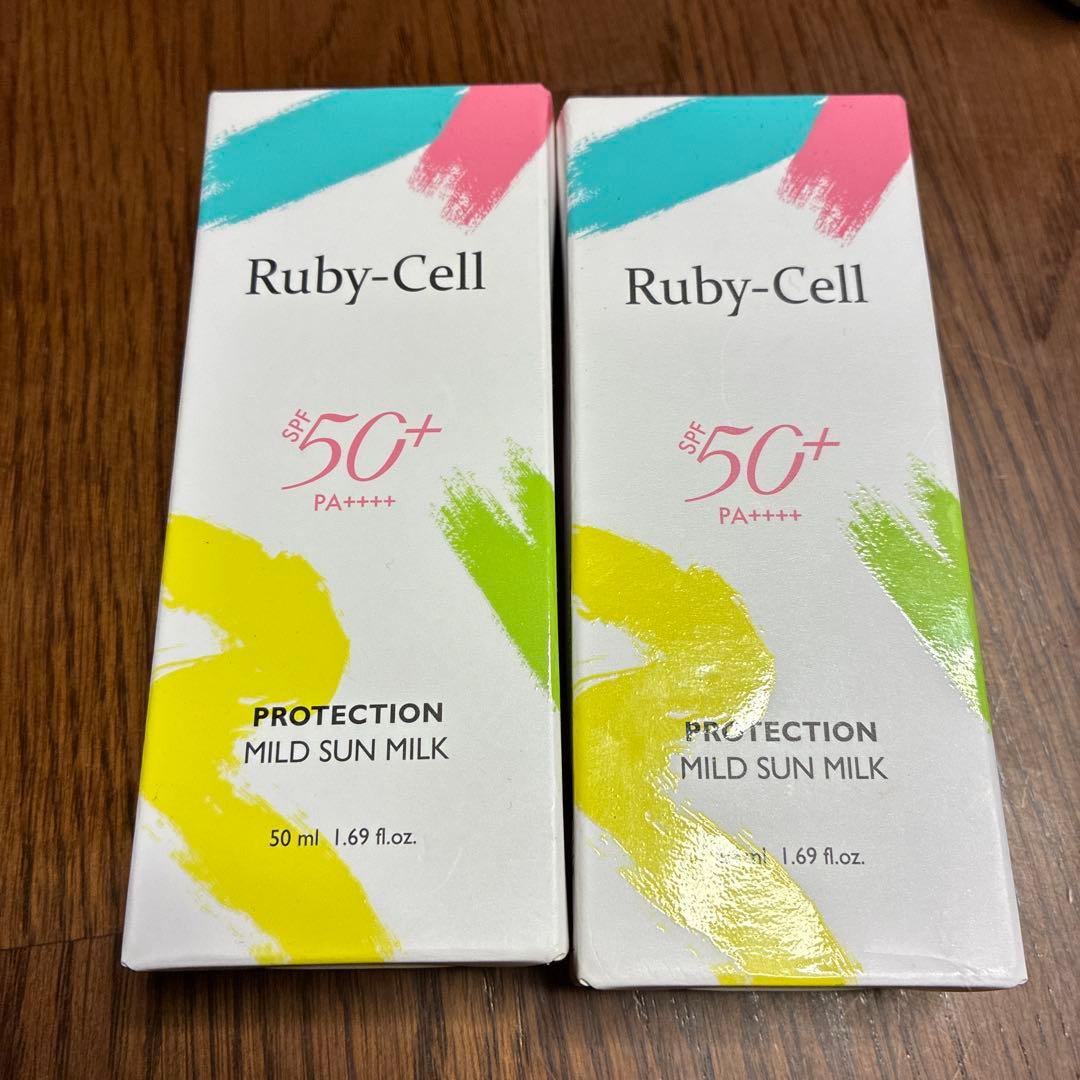 Ruby-Cell
SPF 50+
PA++++
PROTECTION
MILD SUN MILK
50 ml 1.69 fl.oz.
Ruby-Cell
SPF 50+
PA++++
PROTECTION
MILD SUN MILK
ml 1.69 fl.oz.